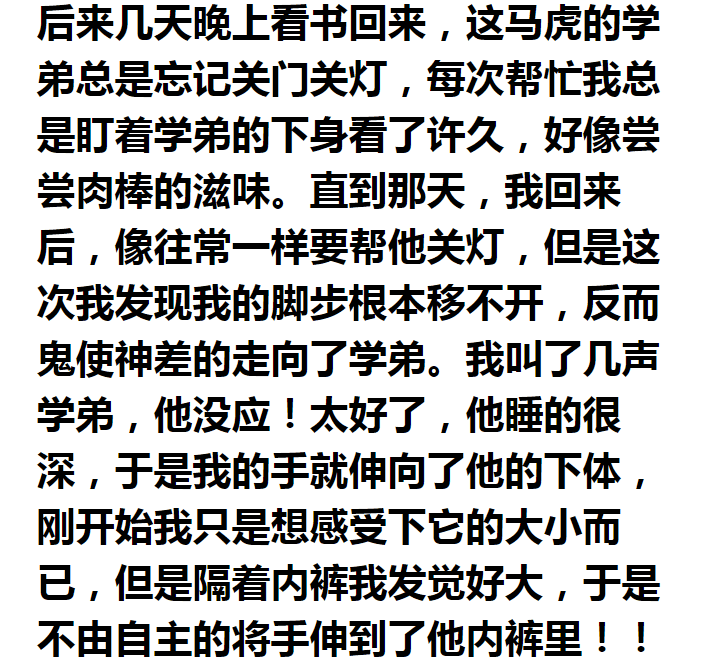 后来几天晚上看书回来，这马虎的学
弟总是忘记关门关灯，每次帮忙我总
是盯着学弟的下身看了许久，好像尝
尝肉棒的滋味。直到那天，我回来
后，像往常一样要帮他关灯，但是这
次我发现我的脚步根本移不开，反而
鬼使神差的走向了学弟。我叫了几声
学弟，他没应！太好了，他睡的很
深，于是我的手就伸向了他的下体，
刚开始我只是想感受下它的大小而
已，但是隔着内裤我发觉好大，于是
不由自主的将手伸到了他内裤里！！